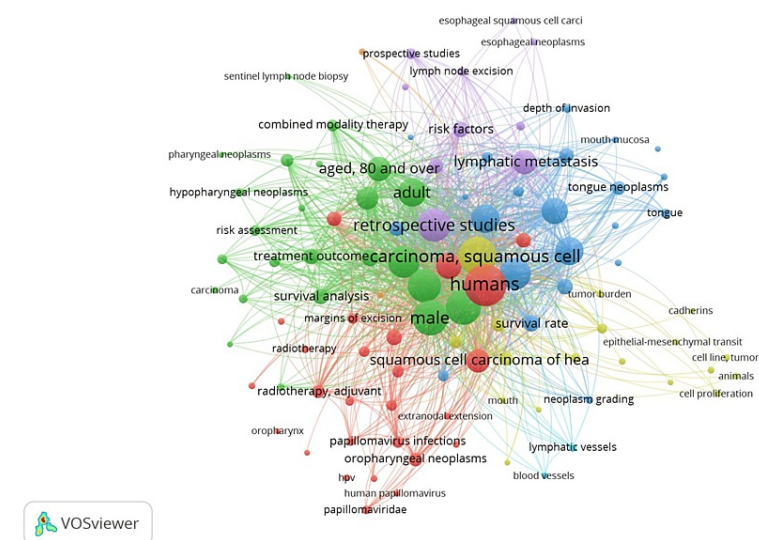 esophageal squamous cell carci
esophageal neoplasms
prospective studies
lymph node excision
sentinel lymph node biopsy
depth of invasion
combined modality therapy
risk factors
mouth mucosa
pharyngeal neoplasms
lymphatic metastasis
aged, 80 and over
tongue neoplasms
hypopharyngeal neoplasms
adult
tongue
retrospective studies
risk assessment
treatment outcome
carcinoma, squamous cell
humans
carcinoma
survival analysis
tumor burden
cadherins
margins of excision
male
survival rate
epithelial-mesenchymal transit
radiotherapy
squamous cell carcinoma of hea
cell line, tumor
animals
radiotherapy, adjuvant
cell proliferation
mouth
neoplasm grading
extranodal extension
oropharynx
papillomavirus infections
lymphatic vessels
oropharyngeal neoplasms
hpv
blood vessels
human papillomavirus
papillomaviridae
VOSviewer